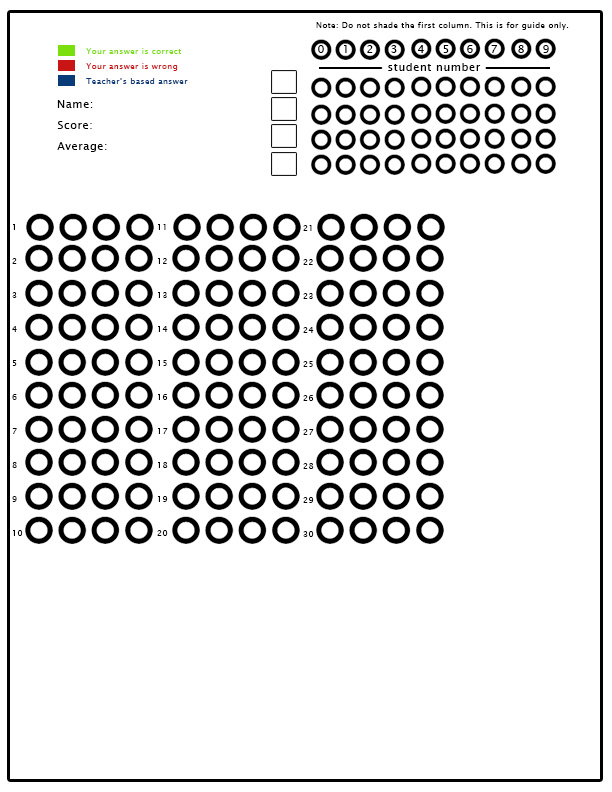 Note: Do not shade the first column. This is for guide only.
0 1 2 3 4 5 6 7 8 9
student number
Your answer is correct
Your answer is wrong
Teacher's based answer
Name:
Score:
Average:
1 11 21
2 12 22
3 13 23
4 14 24
5 15 25
6 16 26
7 17 27
8 18 28
9 19 29
10 20 30